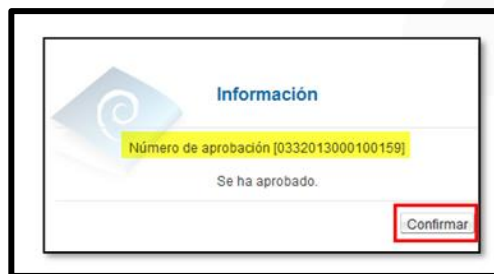 Información
Número de aprobación [0332013000100159]
Se ha aprobado.
Confirmar